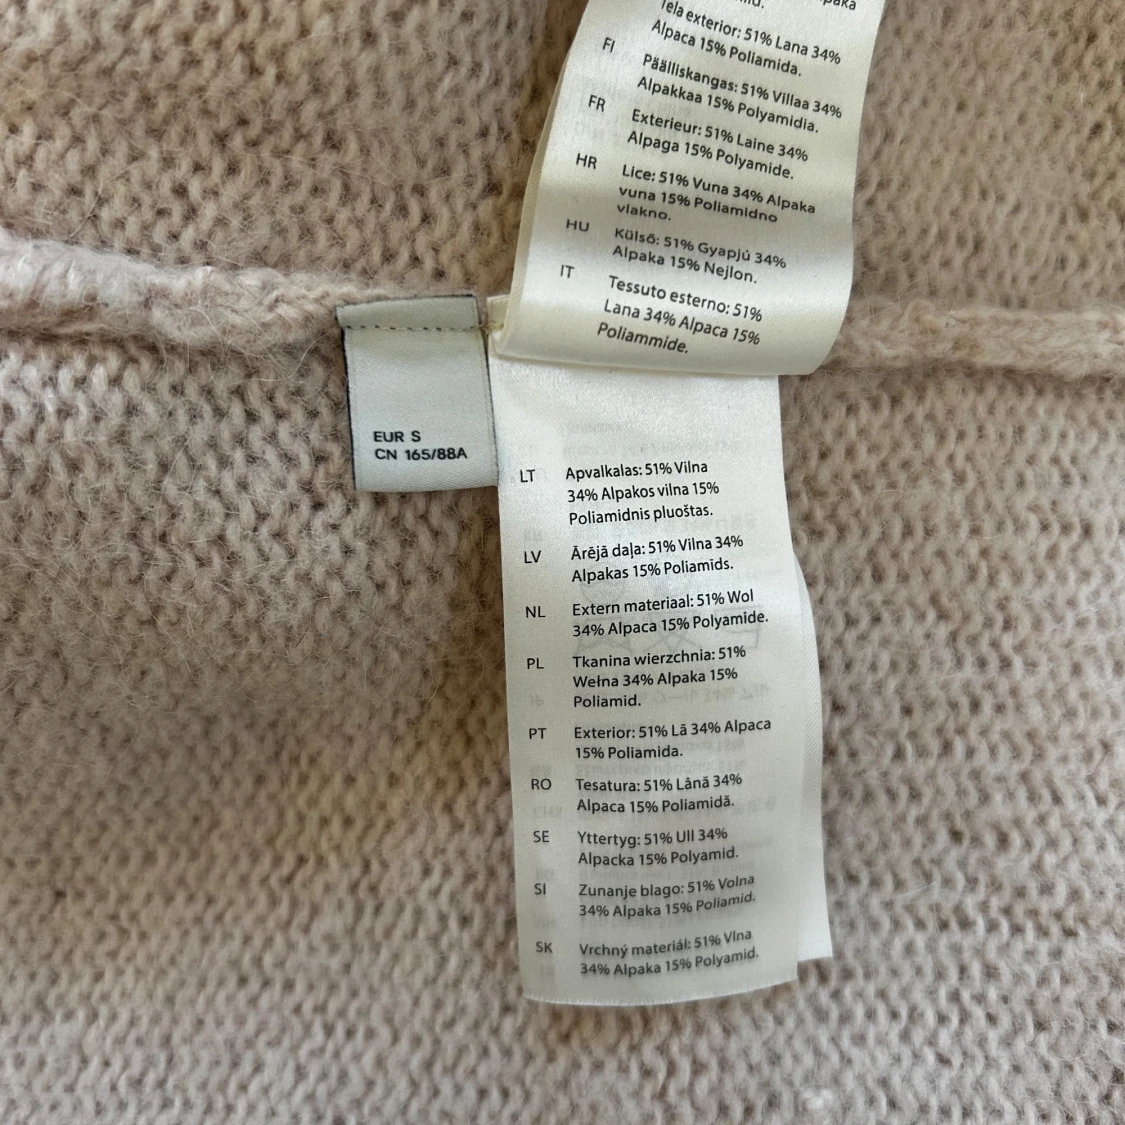 Tela exterior: 51% Lana 34%
Alpaca 15% Poliamida.
FI Päälliskangas: 51% Villaa 34%
Alpakkaa 15% Polyamidia.
FR Exterieur: 51% Laine 34%
Alpaga 15% Polyamide.
HR Lice: 51% Vuna 34% Alpaka
vuna 15% Poliamidno
vlakno.
HU Külső: 51% Gyapjú 34%
Alpaka 15% Nejlon.
IT Tessuto esterno: 51%
Lana 34% Alpaca 15%
Poliammide.
EUR S
CN 165/88A
LT Apvalkalas: 51% Vilna
34% Alpakos vilna 15%
Poliamidnis pluoštas.
LV Ārējā daļa: 51% Vilna 34%
Alpakas 15% Poliamīds.
NL Extern materiaal: 51% Wol
34% Alpaca 15% Polyamide.
PL Tkanina wierzchnia: 51%
Wełna 34% Alpaka 15%
Poliamid.
PT Exterior: 51% Lã 34% Alpaca
15% Poliamida.
RO Tesatura: 51% Lână 34%
Alpaca 15% Poliamidă.
SE Yttertyg: 51% Ull 34%
Alpacka 15% Polyamid.
SI Zunanje blago: 51% Volna
34% Alpaka 15% Poliamid.
SK Vrchný materiál: 51% Vlna
34% Alpaka 15% Polyamid.